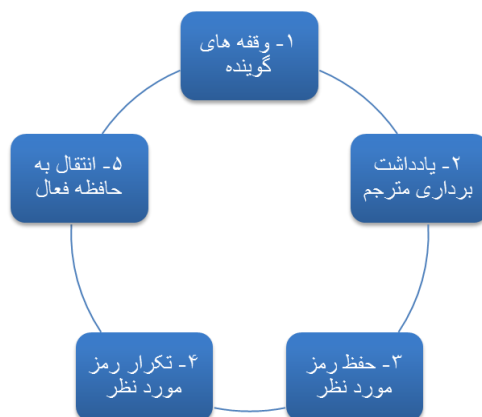 ۱- وقفه های
گوینده
۲- یادداشت
برداری مترجم
۳- حفظ رمز
مورد نظر
۴- تکرار رمز
مورد نظر
۵- انتقال به
حافظه فعال